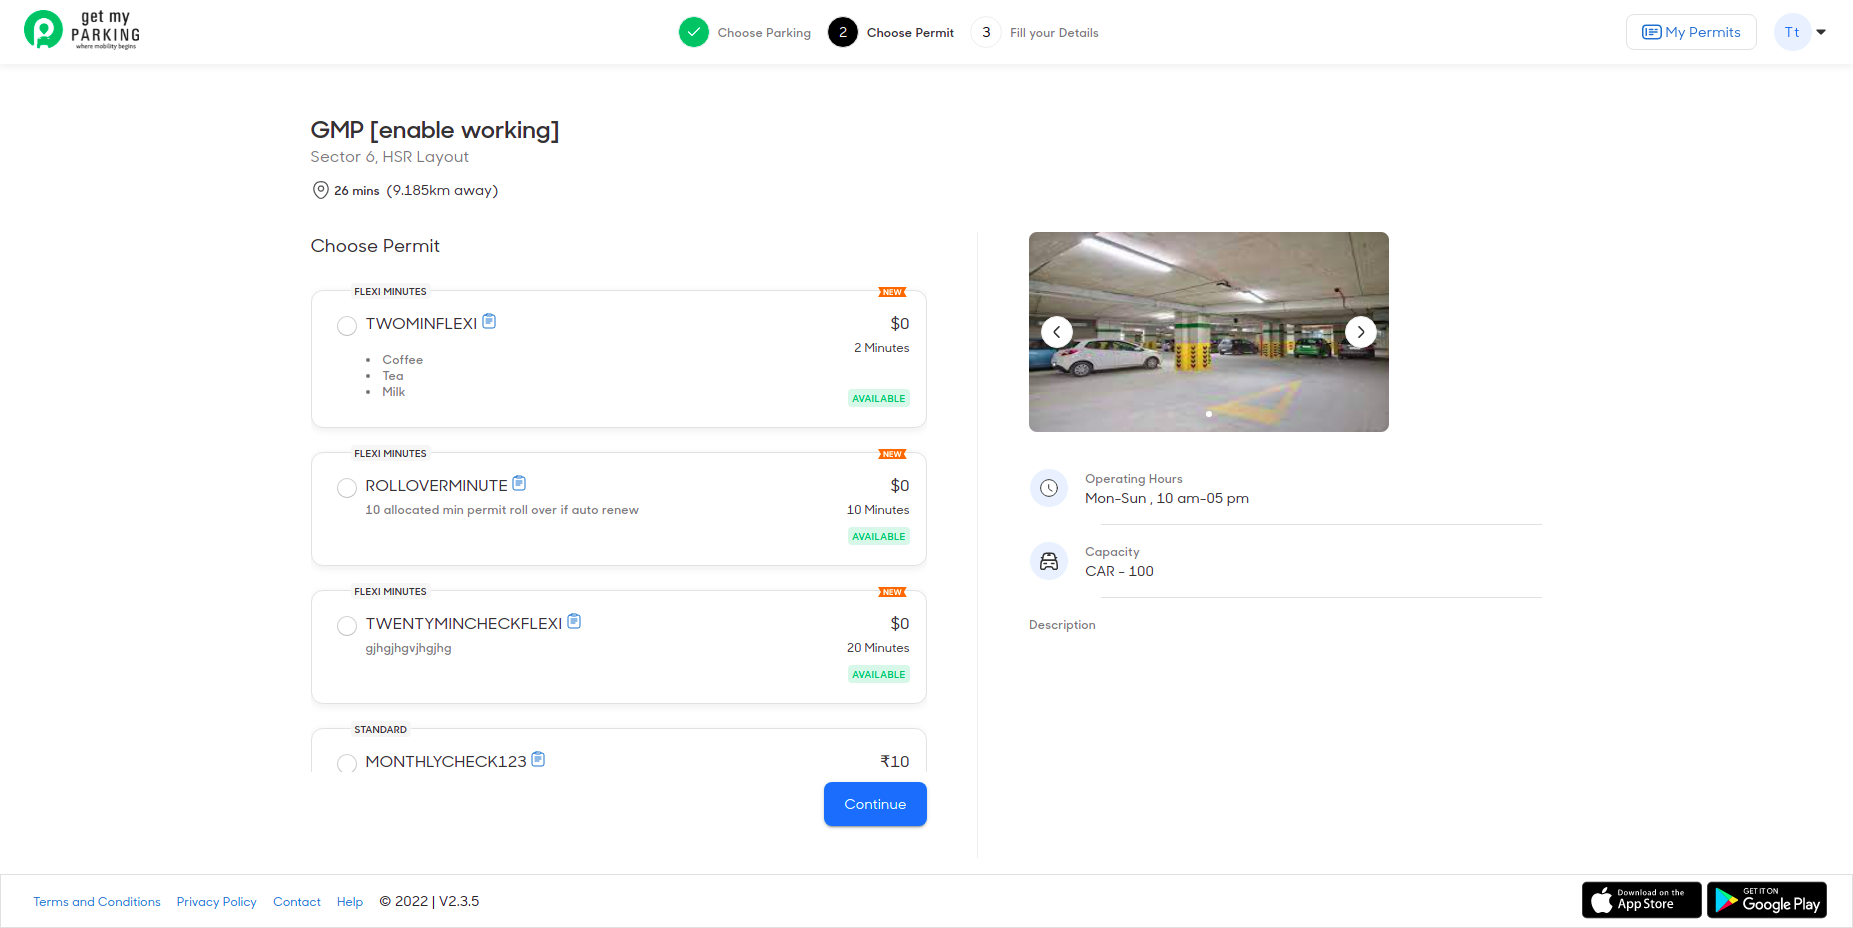 get my
PARKING
where mobility begins
Choose Parking
2 Choose Permit
3 Fill your Details
My Permits
Tt
GMP [enable working]
Sector 6, HSR Layout
26 mins (9.185km away)
Choose Permit
FLEXI MINUTES NEW
TWOMINFLEXI $0
2 Minutes
• Coffee
• Tea
• Milk
AVAILABLE
FLEXI MINUTES NEW
ROLLOVERMINUTE $0
10 allocated min permit roll over if auto renew 10 Minutes
AVAILABLE
FLEXI MINUTES NEW
TWENTYMINCHECKFLEXI $0
gjhgjhgvjhgjhg 20 Minutes
AVAILABLE
STANDARD
MONTHLYCHECK123 ₹10
Continue
Operating Hours
Mon-Sun , 10 am-05 pm
Capacity
CAR - 100
Description
Terms and Conditions Privacy Policy Contact Help © 2022 | V2.3.5
Download on the
App Store
GET IT ON
Google Play